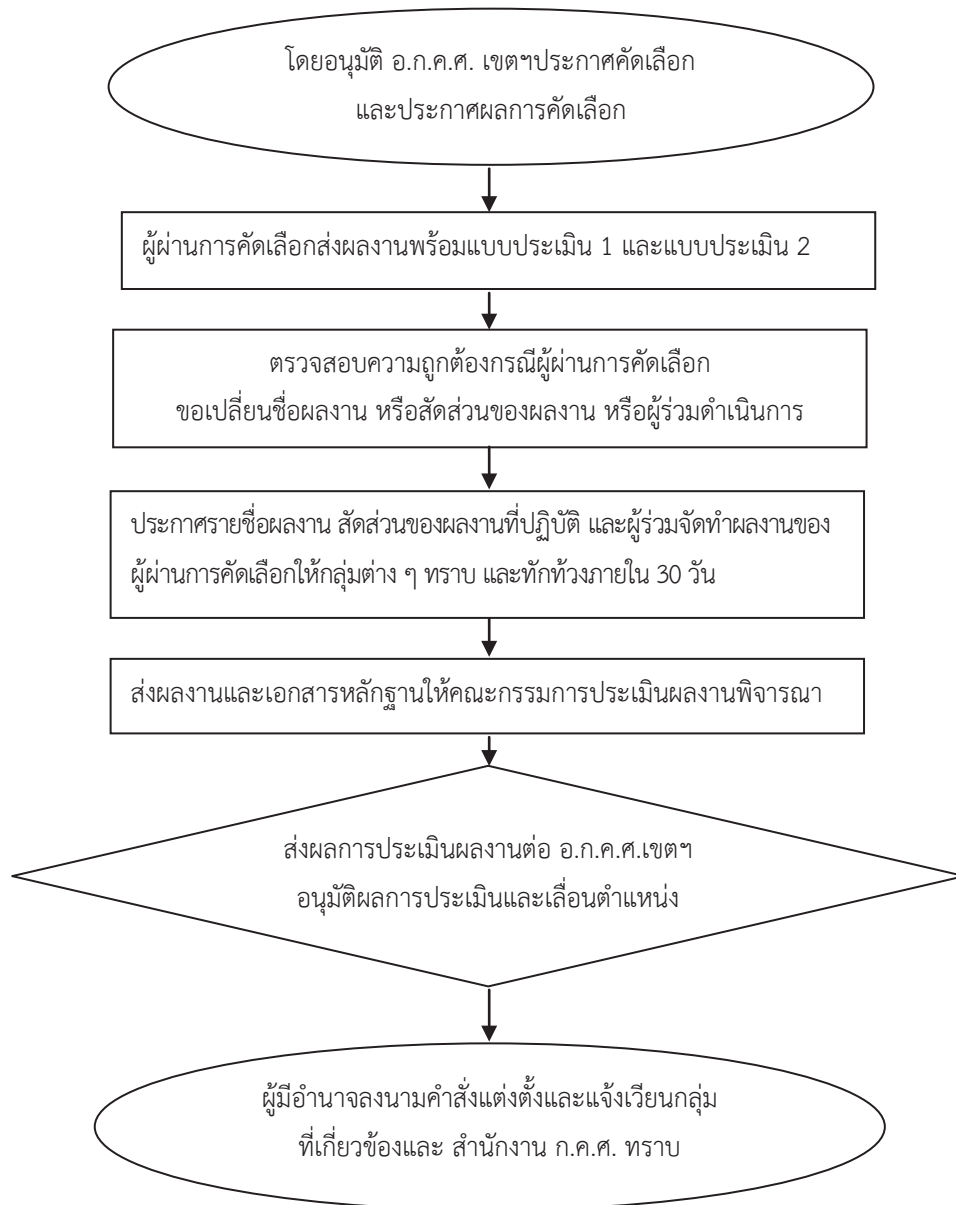 โดยอนุมัติ อ.ก.ค.ศ. เขตฯประกาศคัดเลือก
และประกาศผลการคัดเลือก
ผู้ผ่านการคัดเลือกส่งผลงานพร้อมแบบประเมิน 1 และแบบประเมิน 2
ตรวจสอบความถูกต้องกรณีผู้ผ่านการคัดเลือก
ขอเปลี่ยนชื่อผลงาน หรือสัดส่วนของผลงาน หรือผู้ร่วมดำเนินการ
ประกาศรายชื่อผลงาน สัดส่วนของผลงานที่ปฏิบัติ และผู้ร่วมจัดทำผลงานของ
ผู้ผ่านการคัดเลือกให้กลุ่มต่าง ๆ ทราบ และทักท้วงภายใน 30 วัน
ส่งผลงานและเอกสารหลักฐานให้คณะกรรมการประเมินผลงานพิจารณา
ส่งผลการประเมินผลงานต่อ อ.ก.ค.ศ.เขตฯ
อนุมัติผลการประเมินและเลื่อนตำแหน่ง
ผู้มีอำนาจลงนามคำสั่งแต่งตั้งและแจ้งเวียนกลุ่ม
ที่เกี่ยวข้องและ สำนักงาน ก.ค.ศ. ทราบ